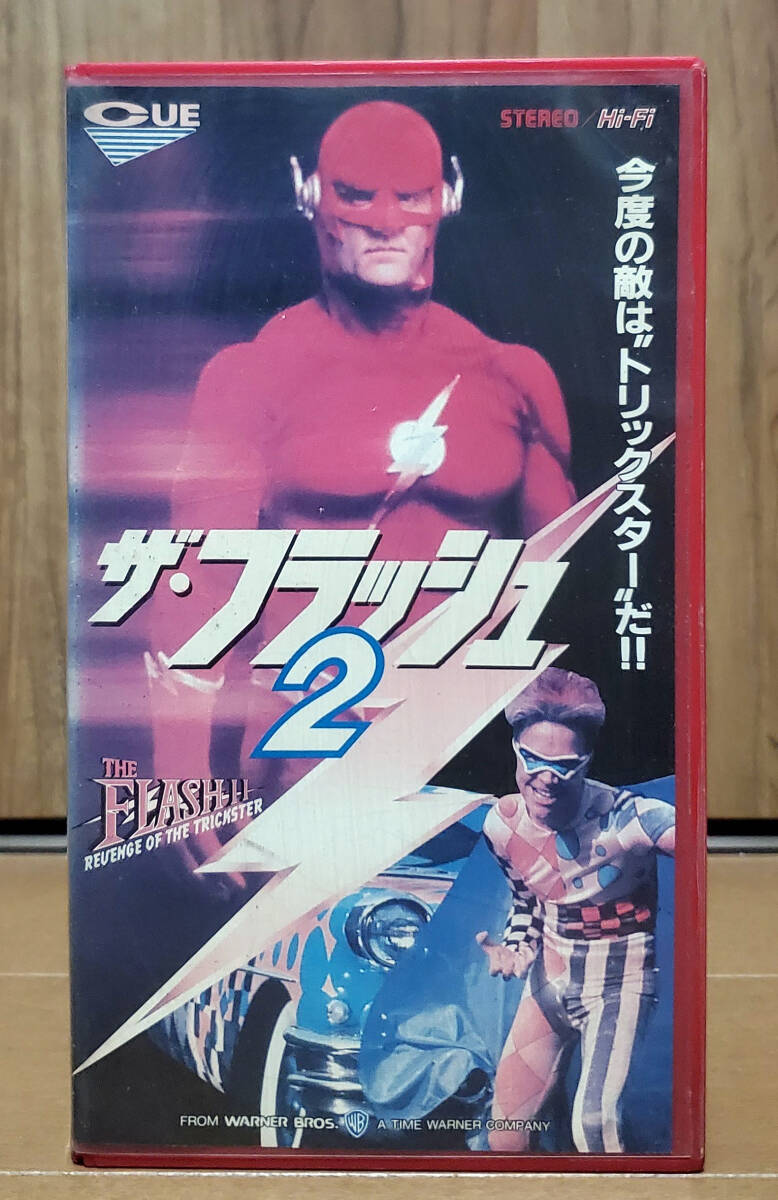 CUE
STEREO / Hi-Fi
今度の敵は"トリックスター"だ!!
ザ・フラッシュ
2
THE
FLASH II
REVENGE OF THE TRICKSTER
FROM WARNER BROS. WB A TIME WARNER COMPANY